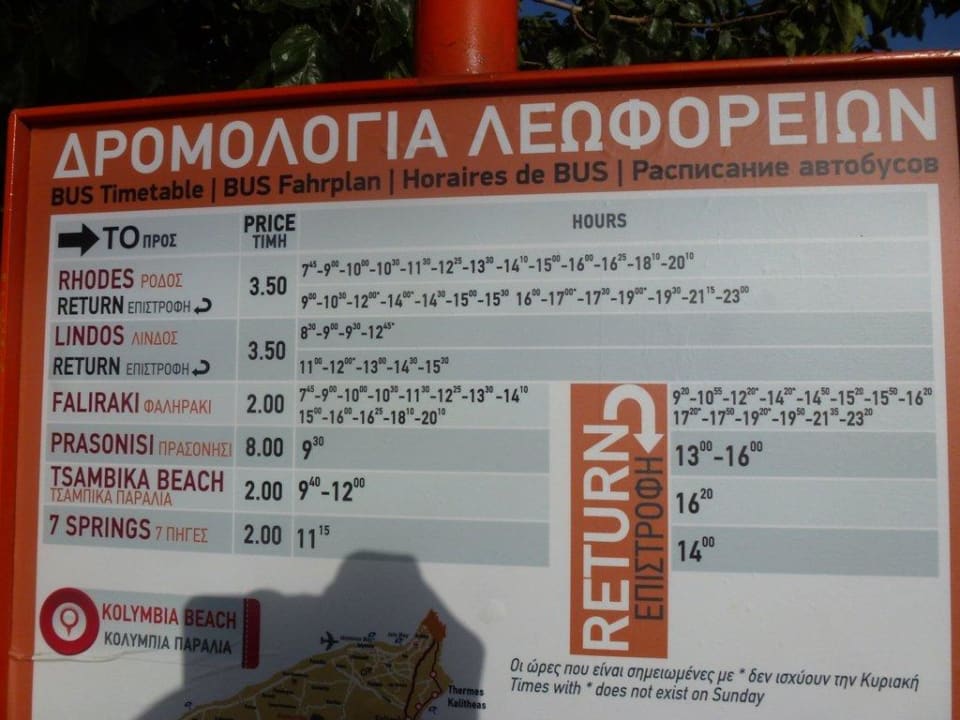 ΔΡΟΜΟΛΟΓΙΑ ΛΕΩΦΟΡΕΙΩΝ
BUS Timetable | BUS Fahrplan | Horaires de BUS | Расписание автобусов
TO ΠΡΟΣ PRICE ΤΙΜΗ HOURS
RHODES ΡΟΔΟΣ 3.50 7⁴⁵-9⁰⁰-10⁰⁰-10³⁰-11³⁰-12²⁵-13³⁰-14¹⁰-15⁰⁰-16⁰⁰-16²⁵-18¹⁰-20¹⁰
RETURN ΕΠΙΣΤΡΟΦΗ 9⁰⁰-10³⁰-12⁰⁰*-14⁰⁰*-14³⁰-15⁰⁰-15³⁰ 16⁰⁰-17⁰⁰*-17³⁰-19⁰⁰*-19³⁰-21¹⁵-23⁰⁰
LINDOS ΛΙΝΔΟΣ 3.50 8³⁰-9⁰⁰-9³⁰-12⁴⁵*
RETURN ΕΠΙΣΤΡΟΦΗ 11⁰⁰-12⁰⁰*-13⁰⁰-14³⁰-15³⁰
FALIRAKI ΦΑΛΗΡΑΚΙ 2.00 7⁴⁵-9⁰⁰-10⁰⁰-10³⁰-11³⁰-12²⁵-13³⁰-14¹⁰
15⁰⁰-16⁰⁰-16²⁵-18¹⁰-20¹⁰
PRASONISI ΠΡΑΣΟΝΗΣΙ 8.00 9³⁰
TSAMBIKA BEACH
ΤΣΑΜΠΙΚΑ ΠΑΡΑΛΙΑ 2.00 9⁴⁰-12⁰⁰
7 SPRINGS 7 ΠΗΓΕΣ 2.00 11¹⁵
RETURN
ΕΠΙΣΤΡΟΦΗ
9²⁰-10⁵⁵-12²⁰*-14²⁰*-14⁵⁰-15²⁰-15⁵⁰-16²⁰
17²⁰*-17⁵⁰-19²⁰*-19⁵⁰-21³⁵-23²⁰
13⁰⁰-16⁰⁰
16²⁰
14⁰⁰
KOLYMBIA BEACH
ΚΟΛΥΜΠΙΑ ΠΑΡΑΛΙΑ
Thermes
Kalitheas
Οι ώρες που είναι σημειωμένες με * δεν ισχύουν την Κυριακή
Times with * does not exist on Sunday